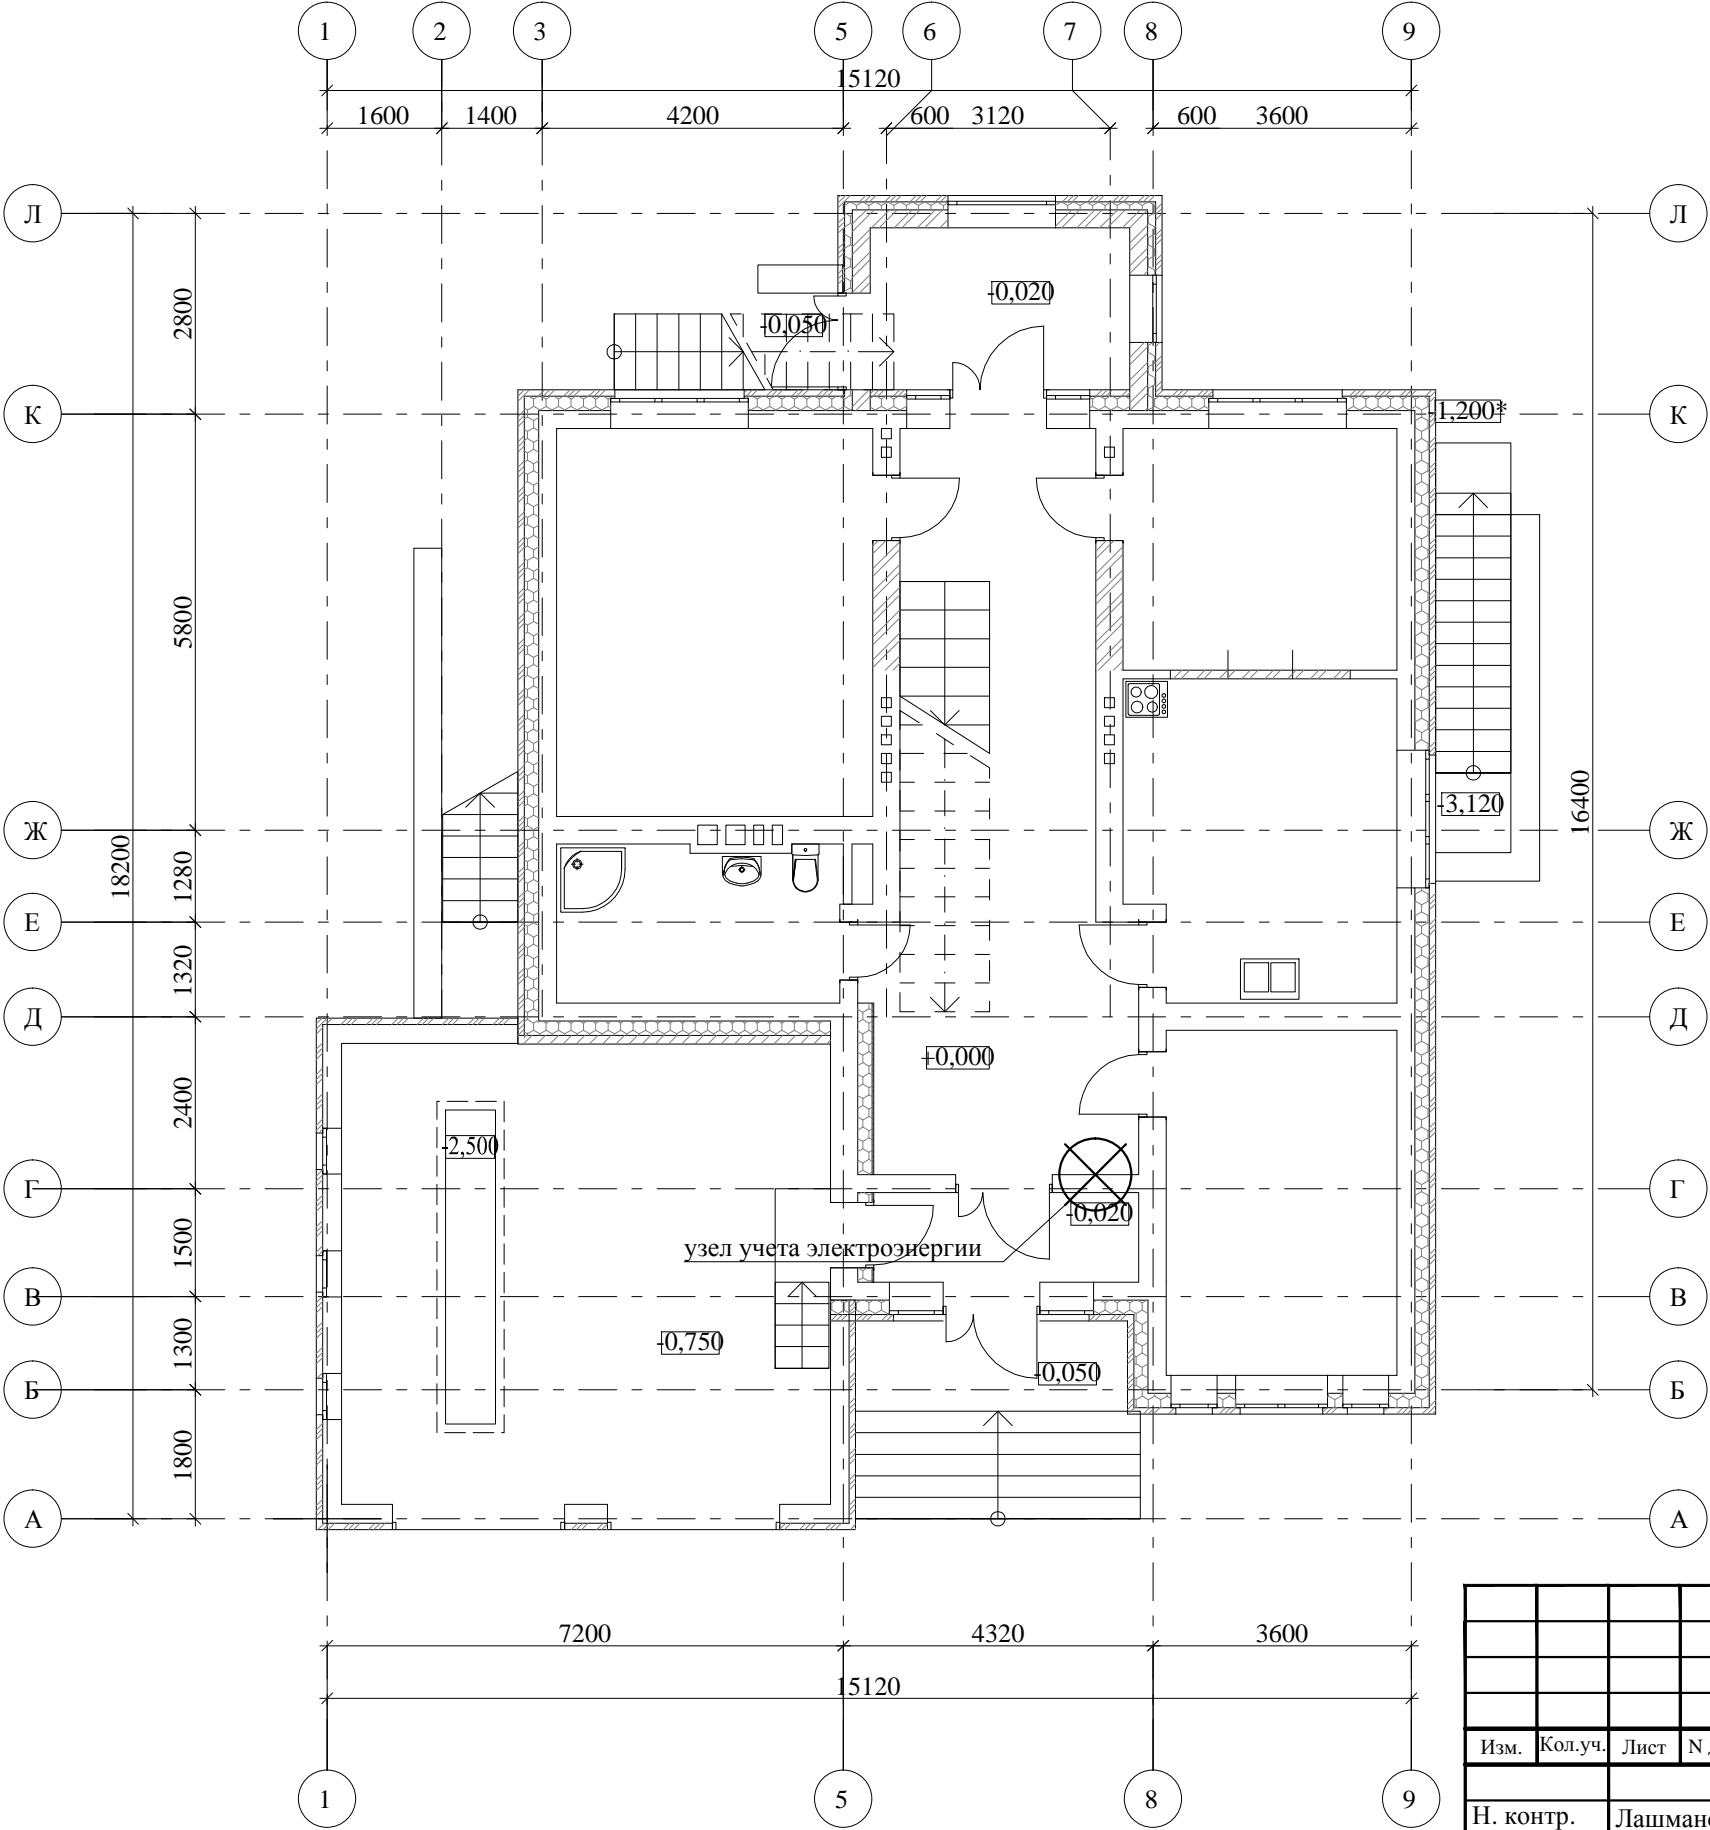 1 2 3 5 6 7 8 9
15120
1600 1400 4200 600 3120 600 3600
Л Л
-0,020
2800
-0,050
К К
-1,200*
5800
16400
-3,120
Ж Ж
18200
1280
Е Е
1320
Д Д
+0,000
2400
-2,500
Г Г
-0,020
1500
узел учета электроэнергии
В В
-0,750
1300
-0,050
Б Б
1800
А А
7200 4320 3600
15120
Изм. Кол.уч. Лист N
1 5 8 9
Н. контр.